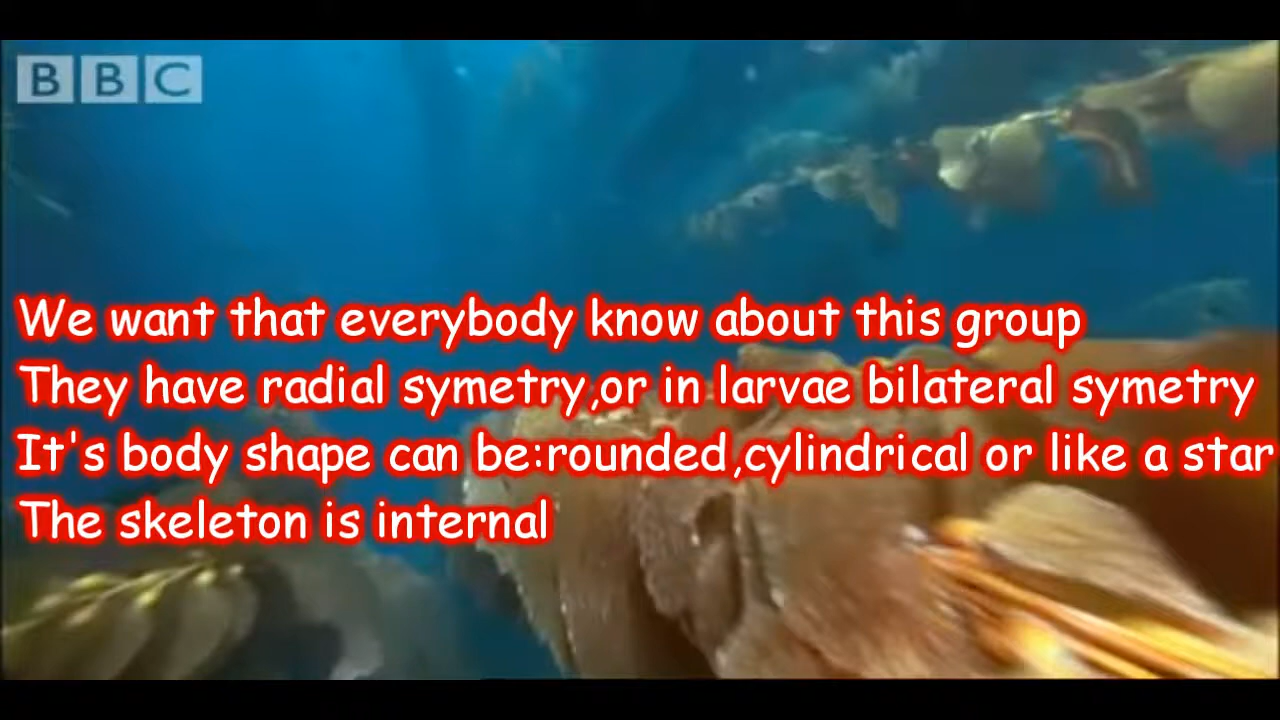 BBC
We want that everybody know about this group
They have radial symetry,or in larvae bilateral symetry
It's body shape can be:rounded,cylindrical or like a star
The skeleton is internal